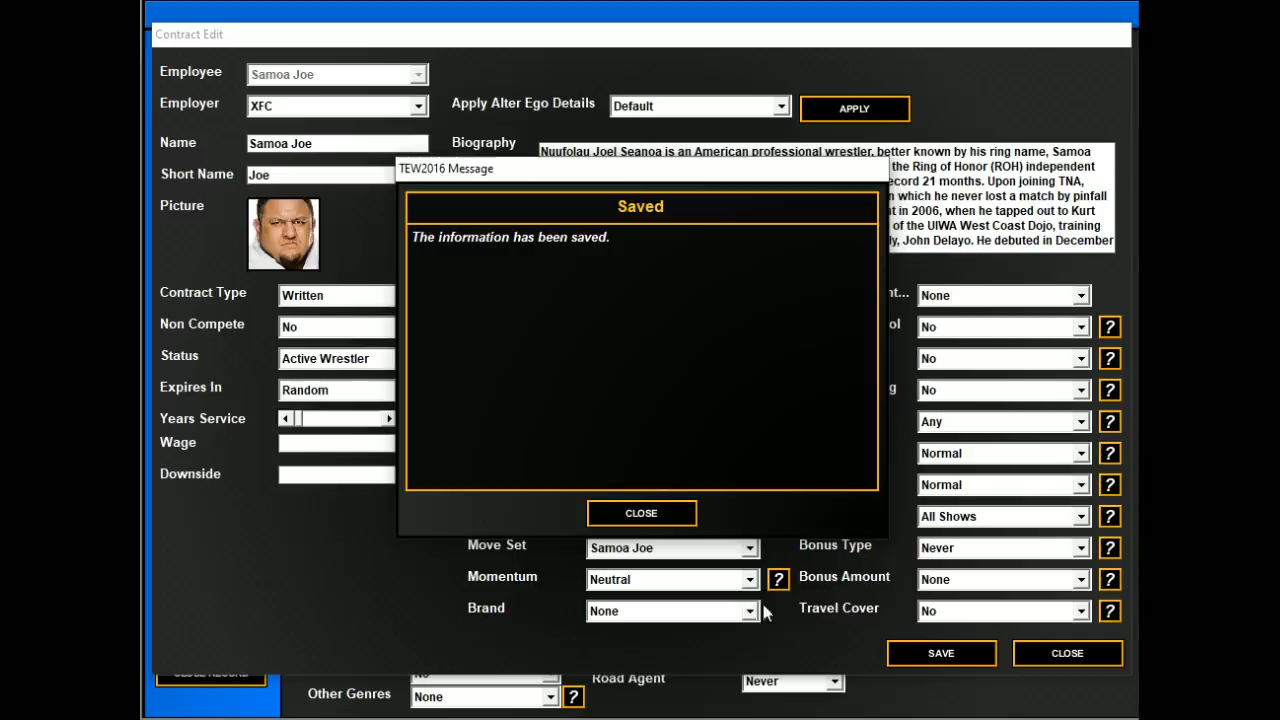 Contract Edit
Employee
Samoa Joe
Employer
XFC
Apply Alter Ego Details
Default
APPLY
Name
Samoa Joe
Biography
Nuufolau Joel Seanoa is an American professional wrestler, better known by his ring name, Samoa
the Ring of Honor (ROH) independent
ecord 21 months. Upon joining TNA,
n which he never lost a match by pinfall
t in 2006, when he tapped out to Kurt
of the UIWA West Coast Dojo, training
ly, John Delayo. He debuted in December
Short Name
Joe
Picture
TEW2016 Message
Saved
The information has been saved.
CLOSE
Contract Type
Written
nt...
None
Non Compete
No
ol
No
?
Status
Active Wrestler
No
?
Expires In
Random
g
No
?
Years Service
Any
?
Wage
Normal
?
Downside
Normal
?
All Shows
?
Move Set
Samoa Joe
Bonus Type
Never
?
Momentum
Neutral
?
Bonus Amount
None
?
Brand
None
Travel Cover
No
?
SAVE
CLOSE
Road Agent
Never
Other Genres
None
?